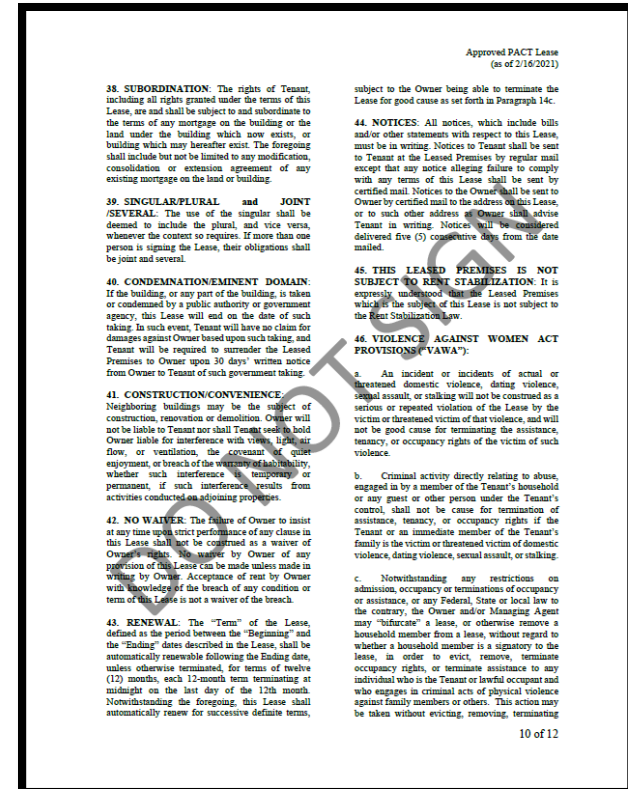 Approved PACT Lease
(as of 2/16/2021)
38. SUBORDINATION: The rights of Tenant,
including all rights granted under the terms of this
Lease, are and shall be subject to and subordinate to
the terms of any mortgage on the building or the
land under the building which now exists, or
building which may hereafter exist. The foregoing
shall include but not be limited to any modification,
consolidation or extension agreement of any
existing mortgage on the land or building.
39. SINGULAR/PLURAL and JOINT
/SEVERAL: The use of the singular shall be
deemed to include the plural, and vice versa,
whenever the context so requires. If more than one
person is signing the Lease, their obligations shall
be joint and several.
40. CONDEMNATION/EMINENT DOMAIN:
If the building, or any part of the building, is taken
or condemned by a public authority or government
agency, this Lease will end on the date of such
taking. In such event, Tenant will have no claim for
damages against Owner based upon such taking, and
Tenant will be required to surrender the Leased
Premises to Owner upon 30 days' written notice
from Owner to Tenant of such government taking.
41. CONSTRUCTION/CONVENIENCE:
Neighboring buildings may be the subject of
construction, renovation or demolition. Owner will
not be liable to Tenant nor shall Tenant seek to hold
Owner liable for interference with views, light, air
flow, or ventilation, the covenant of quiet
enjoyment, or breach of the warranty of habitability,
whether such interference is temporary or
permanent, if such interference results from
activities conducted on adjoining properties.
42. NO WAIVER: The failure of Owner to insist
at any time upon strict performance of any clause in
this Lease shall not be construed as a waiver of
Owner's rights. No waiver by Owner of any
provision of this Lease can be made unless made in
writing by Owner. Acceptance of rent by Owner
with knowledge of the breach of any condition or
term of this Lease is not a waiver of the breach.
43. RENEWAL: The "Term" of the Lease,
defined as the period between the "Beginning" and
the "Ending" dates described in the Lease, shall be
automatically renewable following the Ending date,
unless otherwise terminated, for terms of twelve
(12) months, each 12-month term terminating at
midnight on the last day of the 12th month.
Notwithstanding the foregoing, this Lease shall
automatically renew for successive definite terms,
subject to the Owner being able to terminate the
Lease for good cause as set forth in Paragraph 14c.
44. NOTICES: All notices, which include bills
and/or other statements with respect to this Lease,
must be in writing. Notices to Tenant shall be sent
to Tenant at the Leased Premises by regular mail
except that any notice alleging failure to comply
with any terms of this Lease shall be sent by
certified mail. Notices to the Owner shall be sent to
Owner by certified mail to the address on this Lease,
or to such other address as Owner shall advise
Tenant in writing. Notices will be considered
delivered five (5) consecutive days from the date
mailed.
45. THIS LEASED PREMISES IS NOT
SUBJECT TO RENT STABILIZATION: It is
expressly understood that the Leased Premises
which is the subject of this Lease is not subject to
the Rent Stabilization Law.
46. VIOLENCE AGAINST WOMEN ACT
PROVISIONS ("VAWA"):
a. An incident or incidents of actual or
threatened domestic violence, dating violence,
sexual assault, or stalking will not be construed as a
serious or repeated violation of the Lease by the
victim or threatened victim of that violence, and will
not be good cause for terminating the assistance,
tenancy, or occupancy rights of the victim of such
violence.
b. Criminal activity directly relating to abuse,
engaged in by a member of the Tenant's household
or any guest or other person under the Tenant's
control, shall not be cause for termination of
assistance, tenancy, or occupancy rights if the
Tenant or an immediate member of the Tenant's
family is the victim or threatened victim of domestic
violence, dating violence, sexual assault, or stalking.
c. Notwithstanding any restrictions on
admission, occupancy or terminations of occupancy
or assistance, or any Federal, State or local law to
the contrary, the Owner and/or Managing Agent
may "bifurcate" a lease, or otherwise remove a
household member from a lease, without regard to
whether a household member is a signatory to the
lease, in order to evict, remove, terminate
occupancy rights, or terminate assistance to any
individual who is the Tenant or lawful occupant and
who engages in criminal acts of physical violence
against family members or others. This action may
be taken without evicting, removing, terminating
10 of 12
DO NOT SIGN